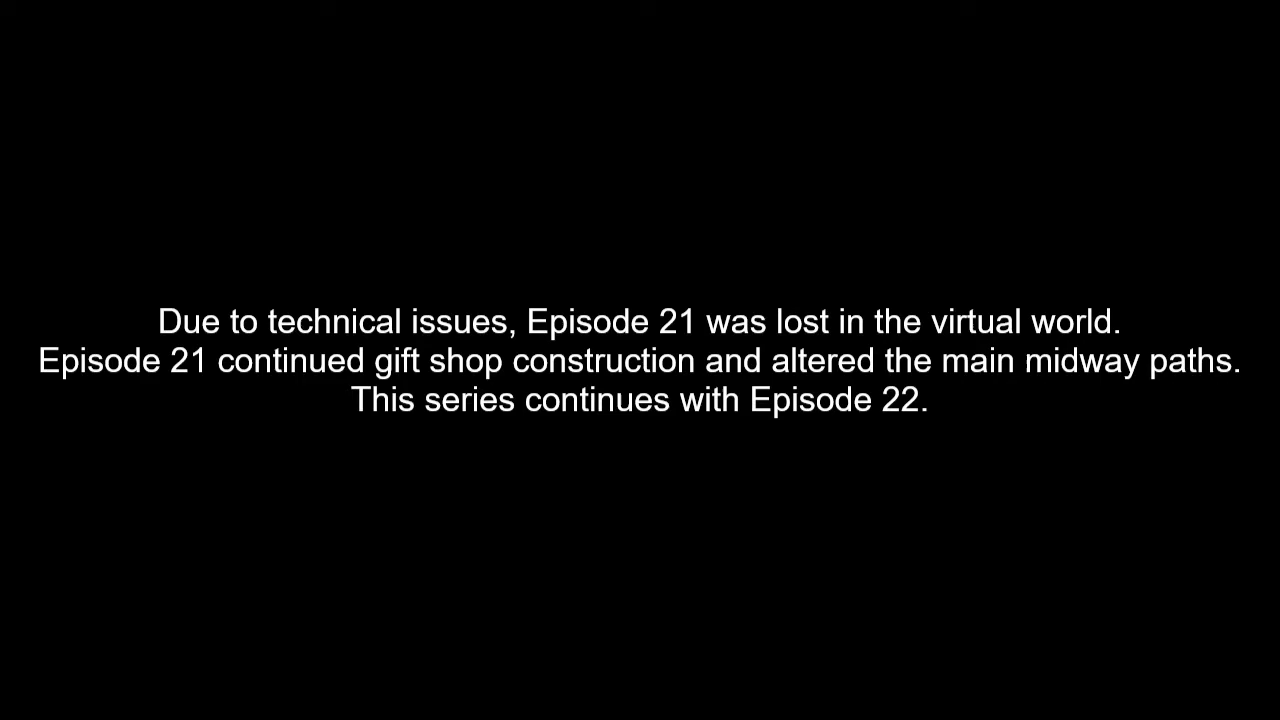 Due to technical issues, Episode 21 was lost in the virtual world.
Episode 21 continued gift shop construction and altered the main midway paths.
This series continues with Episode 22.